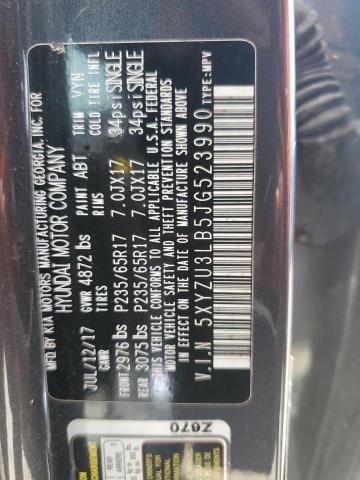 MFG BY KIA MOTORS MANUFACTURING GEORGIA, INC. FOR
HYUNDAI MOTOR COMPANY
PAINT ABT TRIM VYN
JUL/12/17 GVWR 4872 lbs
GAWR TIRES RIMS COLD TIRE INFL
FRONT 2976 lbs P235/65R17 7.0JX17 34psi SINGLE
REAR 3075 lbs P235/65R17 7.0JX17 34psi SINGLE
THIS VEHICLE CONFORMS TO ALL APPLICABLE U.S.A. FEDERAL
MOTOR VEHICLE SAFETY, BUMPER, AND THEFT PREVENTION
STANDARDS IN EFFECT ON THE DATE OF MANUFACTURE SHOWN ABOVE.
V.I.N 5XYZU3LB5JG523990 TYPE:MPV
Z670